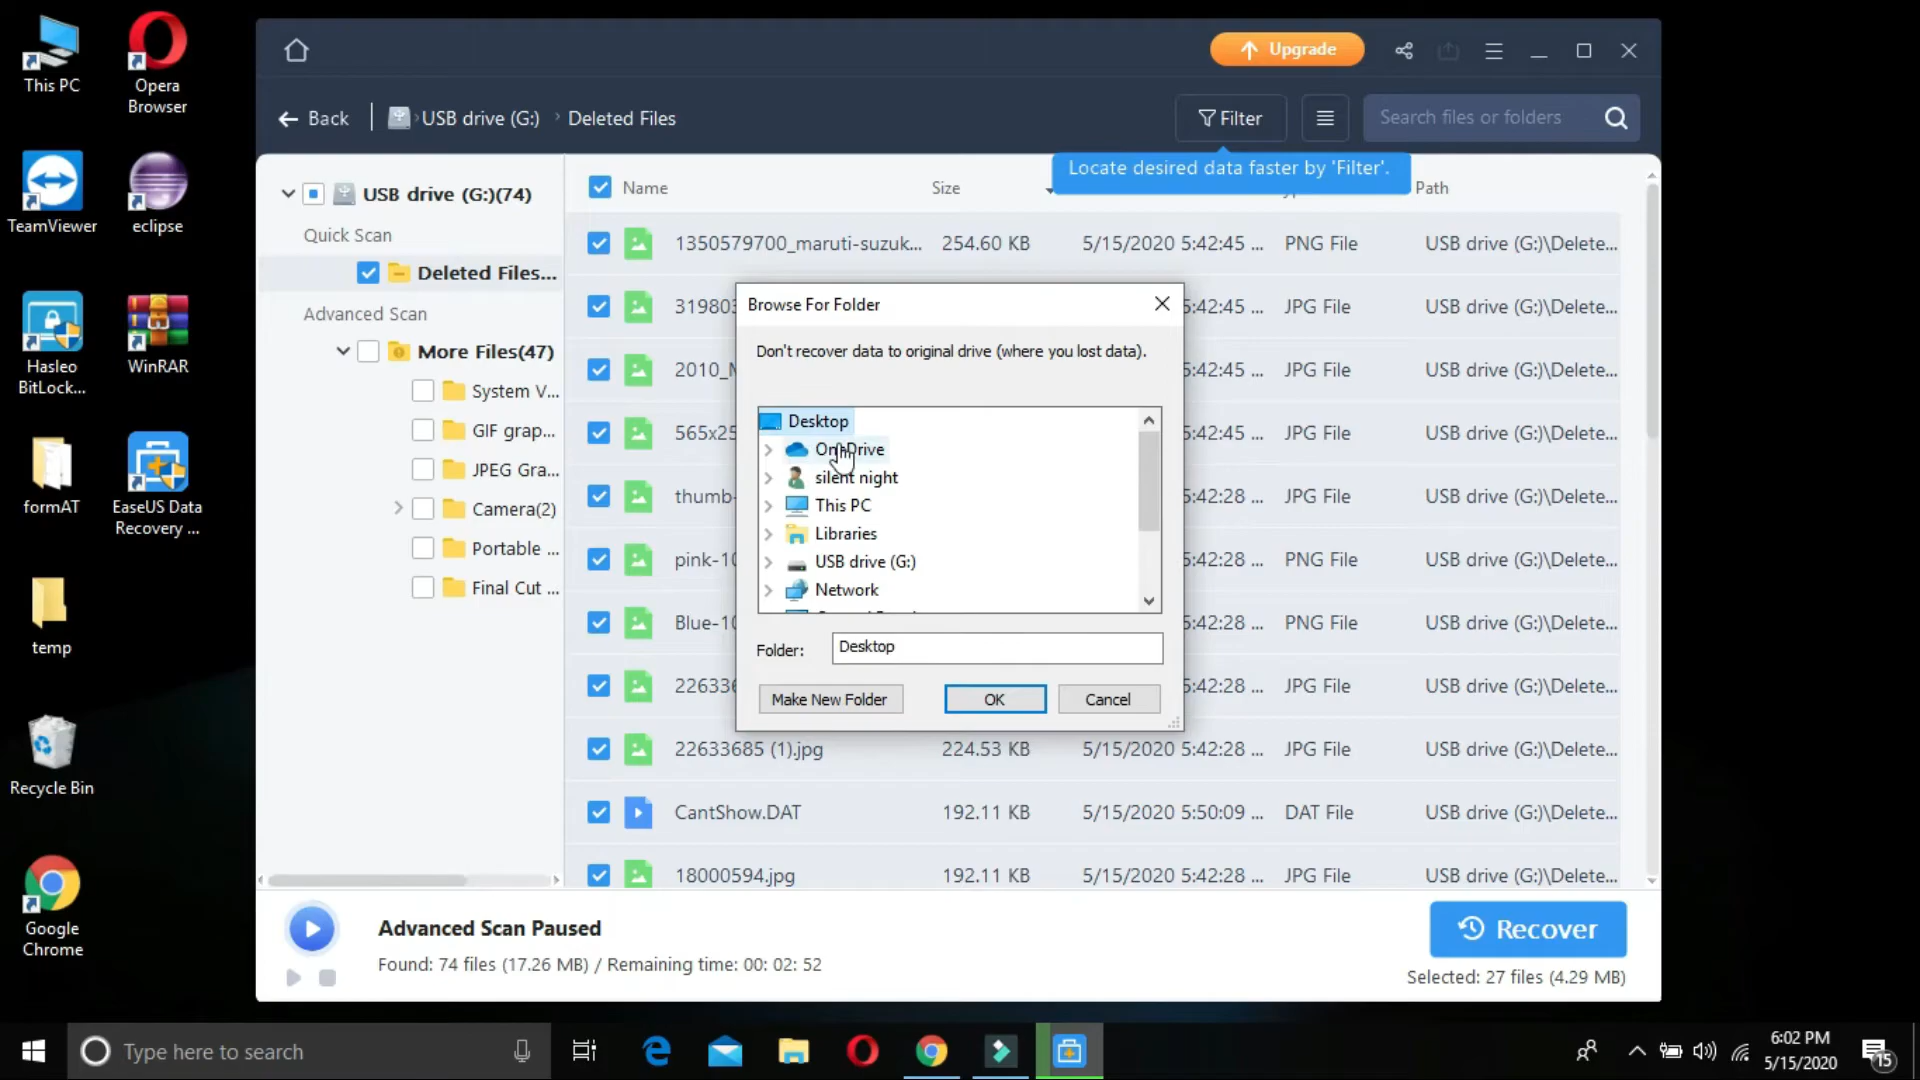 This PC
Opera
Browser
TeamViewer
eclipse
Hasleo
BitLock...
WinRAR
formAT
EaseUS Data
Recovery ...
temp
Recycle Bin
Google
Chrome
Upgrade
Back
USB drive (G:)
Deleted Files
Filter
Search files or folders
Locate desired data faster by 'Filter'.
USB drive (G:)(74)
Quick Scan
Deleted Files...
Advanced Scan
More Files(47)
System V...
GIF grap...
JPEG Gra...
Camera(2)
Portable ...
Final Cut ...
Name Size Path
1350579700_maruti-suzuk... 254.60 KB 5/15/2020 5:42:45 ... PNG File USB drive (G:)\Delete...
5:42:45 ... JPG File USB drive (G:)\Delete...
5:42:45 ... JPG File USB drive (G:)\Delete...
5:42:45 ... JPG File USB drive (G:)\Delete...
thumb- 5:42:28 ... JPG File USB drive (G:)\Delete...
pink-10 5:42:28 ... PNG File USB drive (G:)\Delete...
Blue-10 5:42:28 ... PNG File USB drive (G:)\Delete...
22633 5:42:28 ... JPG File USB drive (G:)\Delete...
22633685 (1).jpg 224.53 KB 5/15/2020 5:42:28 ... JPG File USB drive (G:)\Delete...
CantShow.DAT 192.11 KB 5/15/2020 5:50:09 ... DAT File USB drive (G:)\Delete...
18000594.jpg 192.11 KB 5/15/2020 5:42:28 ... JPG File USB drive (G:)\Delete...
Browse For Folder
Don't recover data to original drive (where you lost data).
Desktop
OneDrive
silent night
This PC
Libraries
USB drive (G:)
Network
Folder: Desktop
Make New Folder
OK
Cancel
Advanced Scan Paused
Found: 74 files (17.26 MB) / Remaining time: 00: 02: 52
Recover
Selected: 27 files (4.29 MB)
Type here to search
6:02 PM
5/15/2020
15